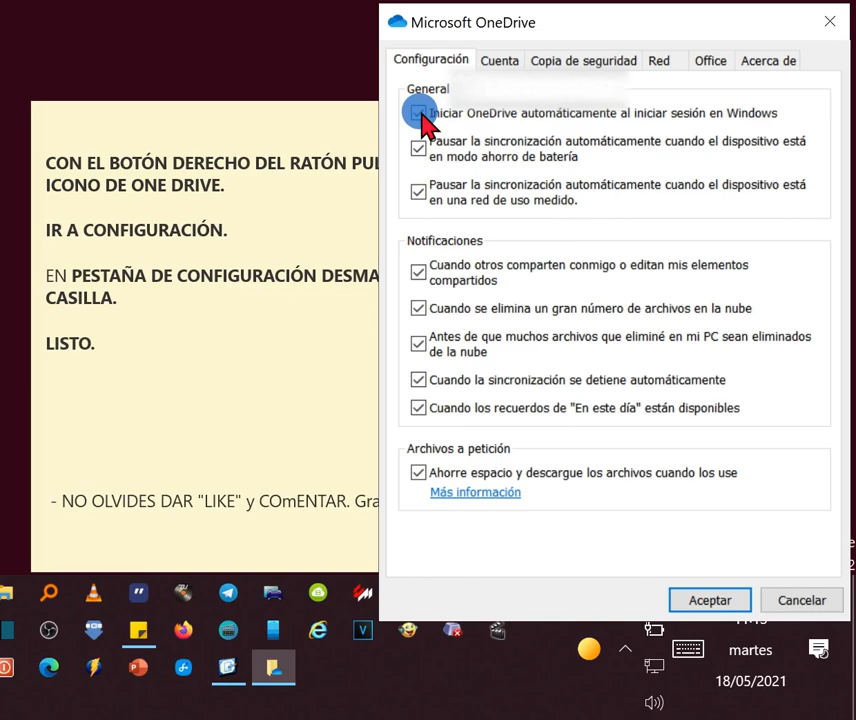 Microsoft OneDrive
Configuración Cuenta Copia de seguridad Red Office Acerca de
General
Iniciar OneDrive automáticamente al iniciar sesión en Windows
Pausar la sincronización automáticamente cuando el dispositivo está
en modo ahorro de batería
Pausar la sincronización automáticamente cuando el dispositivo está
en una red de uso medido.
Notificaciones
Cuando otros comparten conmigo o editan mis elementos
compartidos
Cuando se elimina un gran número de archivos en la nube
Antes de que muchos archivos que eliminé en mi PC sean eliminados
de la nube
Cuando la sincronización se detiene automáticamente
Cuando los recuerdos de "En este día" están disponibles
Archivos a petición
Ahorre espacio y descargue los archivos cuando los use
Más información
Aceptar Cancelar
CON EL BOTÓN DERECHO DEL RATÓN PUL
ICONO DE ONE DRIVE.
IR A CONFIGURACIÓN.
EN PESTAÑA DE CONFIGURACIÓN DESMA
CASILLA.
LISTO.
- NO OLVIDES DAR "LIKE" y COmENTAR. Gra
martes
18/05/2021